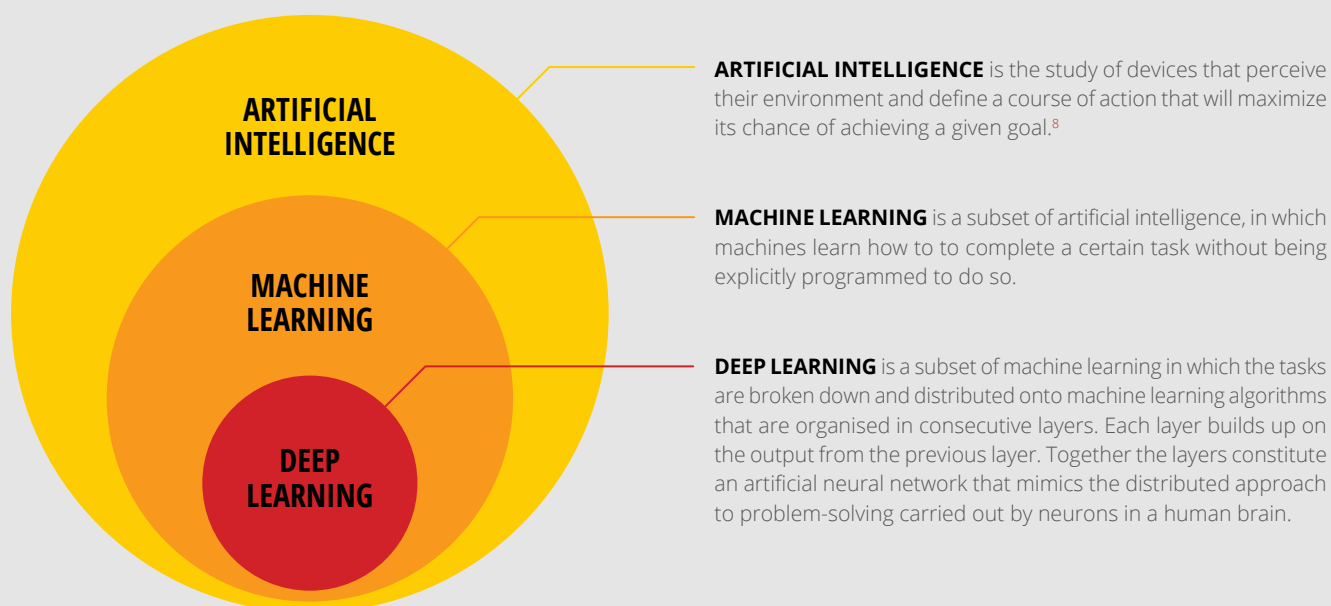 ARTIFICIAL
INTELLIGENCE
MACHINE
LEARNING
DEEP
LEARNING
ARTIFICIAL INTELLIGENCE is the study of devices that perceive
their environment and define a course of action that will maximize
its chance of achieving a given goal.8
MACHINE LEARNING is a subset of artificial intelligence, in which
machines learn how to to complete a certain task without being
explicitly programmed to do so.
DEEP LEARNING is a subset of machine learning in which the tasks
are broken down and distributed onto machine learning algorithms
that are organised in consecutive layers. Each layer builds up on
the output from the previous layer. Together the layers constitute
an artificial neural network that mimics the distributed approach
to problem-solving carried out by neurons in a human brain.